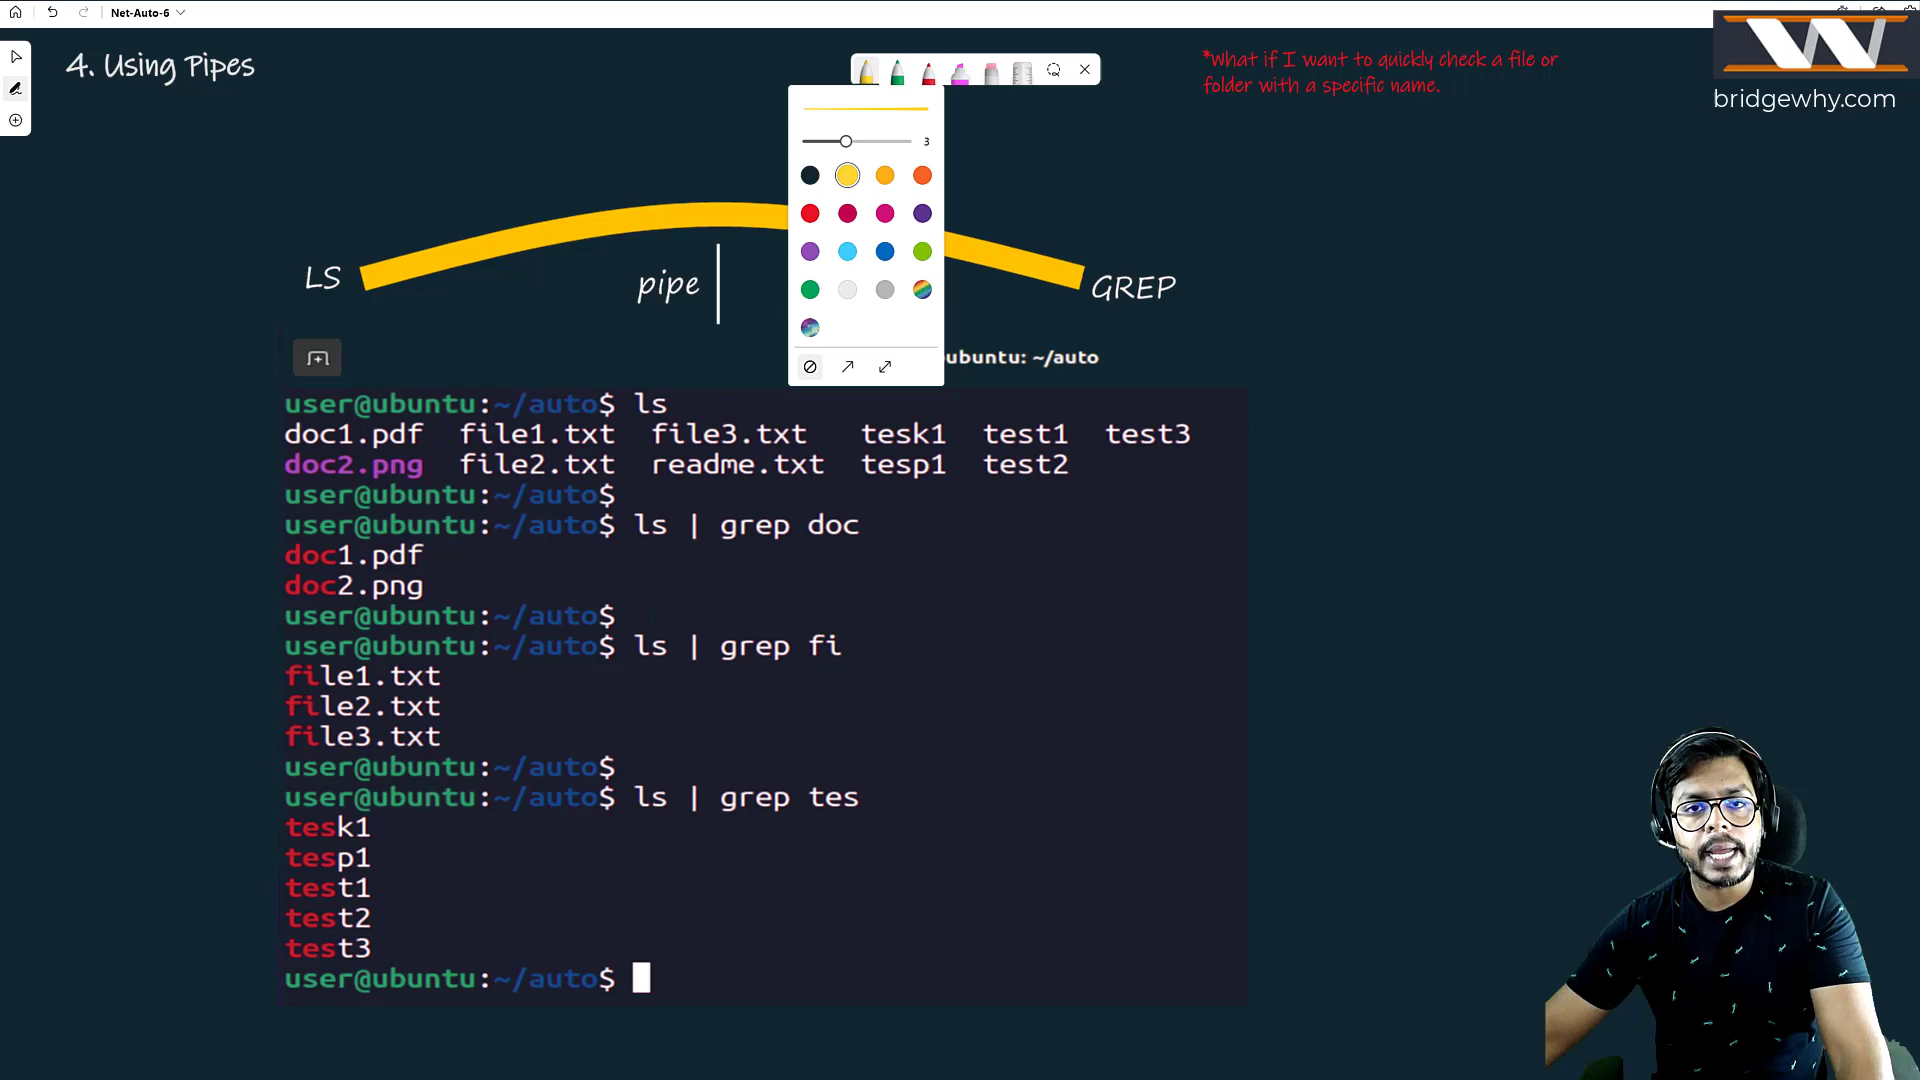 Net-Auto-6
4. Using Pipes
*What if I want to quickly check a file or
folder with a specific name.
bridgewhy.com
3
LS
pipe |
GREP
ubuntu: ~/auto
user@ubuntu:~/auto$ ls
doc1.pdf file1.txt file3.txt tesk1 test1 test3
doc2.png file2.txt readme.txt tesp1 test2
user@ubuntu:~/auto$
user@ubuntu:~/auto$ ls | grep doc
doc1.pdf
doc2.png
user@ubuntu:~/auto$
user@ubuntu:~/auto$ ls | grep fi
file1.txt
file2.txt
file3.txt
user@ubuntu:~/auto$
user@ubuntu:~/auto$ ls | grep tes
tesk1
tesp1
test1
test2
test3
user@ubuntu:~/auto$